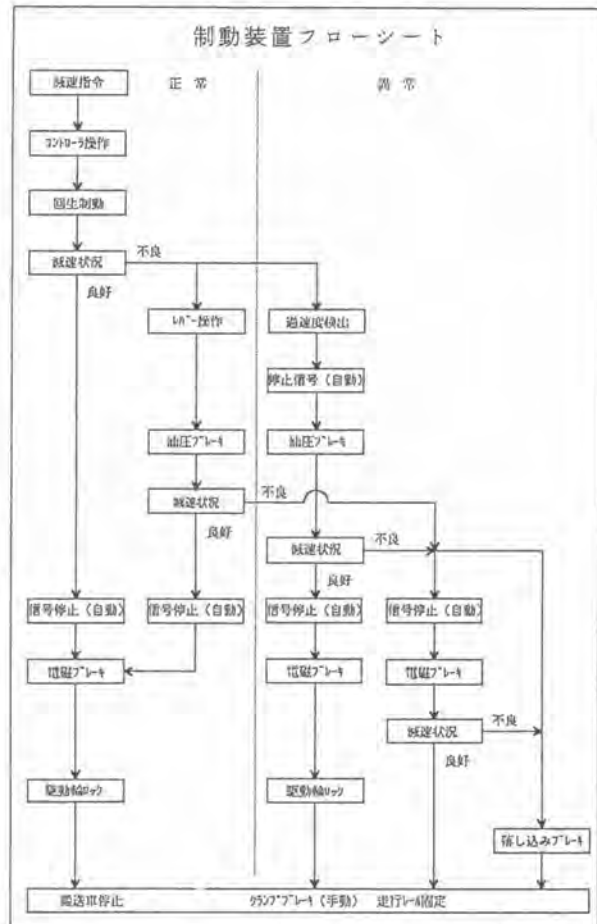 制動装置フローシート
減速指令
正常
異常
コントローラ操作
回生制動
減速状況
不良
良好
レバー操作
過速度検出
停止信号（自動）
油圧ブレーキ
油圧ブレーキ
減速状況
不良
良好
減速状況
不良
良好
信号停止（自動）
信号停止（自動）
信号停止（自動）
信号停止（自動）
電磁ブレーキ
電磁ブレーキ
電磁ブレーキ
減速状況
不良
良好
駆動輪ロック
駆動輪ロック
落し込みブレーキ
搬送車停止
クランプブレーキ（手動）
走行レール固定